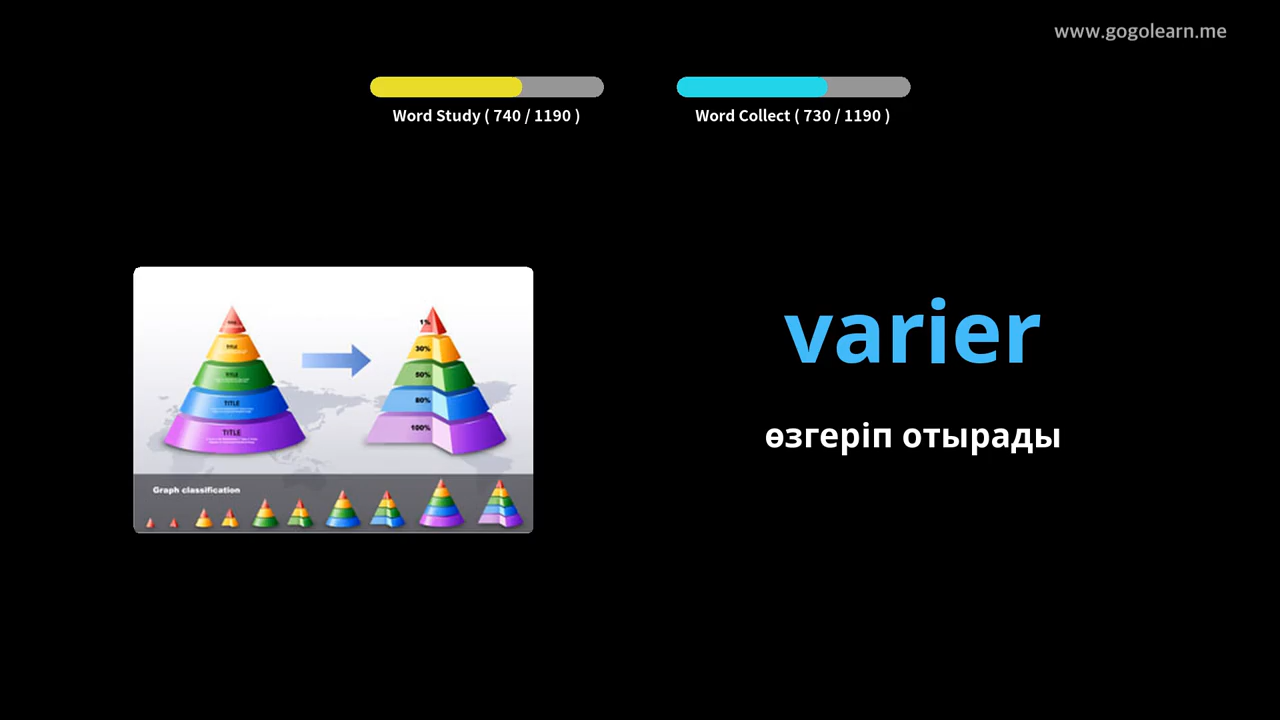 www.gogolearn.me
Word Study ( 740 / 1190 )
Word Collect ( 730 / 1190 )
varier
өзгеріп отырады
TITLE
TITLE
TITLE
TITLE
1%
30%
50%
80%
100%
Graph classification